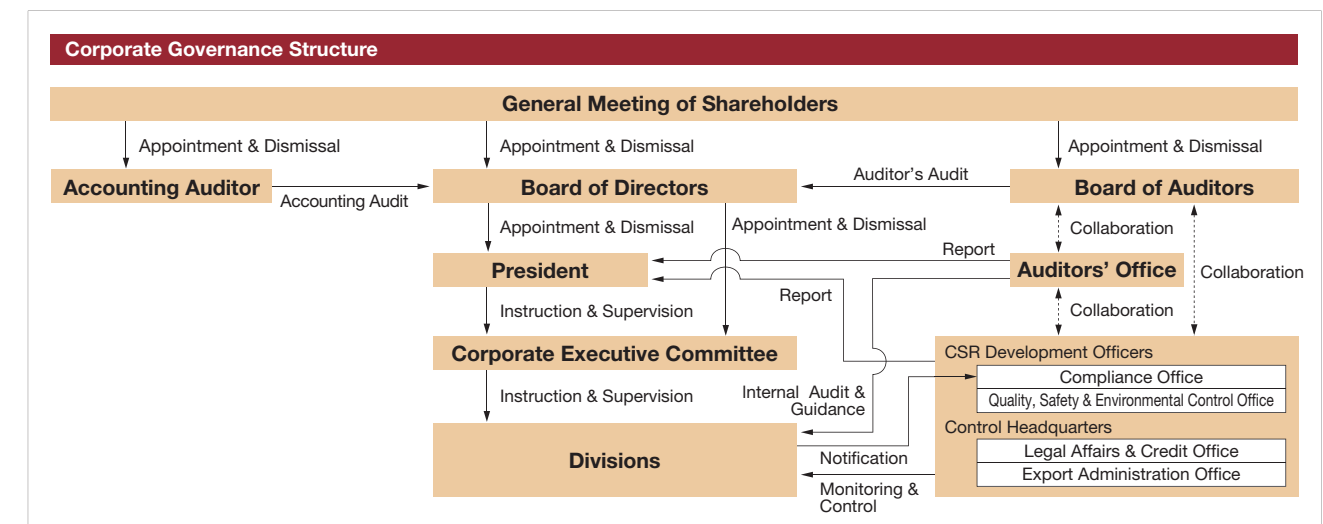 Corporate Governance Structure
General Meeting of Shareholders
Appointment & Dismissal
Appointment & Dismissal
Appointment & Dismissal
Accounting Auditor
Accounting Audit
Board of Directors
Auditor's Audit
Board of Auditors
Appointment & Dismissal
Appointment & Dismissal
Collaboration
President
Report
Auditors' Office
Collaboration
Report
Instruction & Supervision
Collaboration
Corporate Executive Committee
CSR Development Officers
Compliance Office
Quality, Safety & Environmental Control Office
Instruction & Supervision
Internal Audit &
Guidance
Control Headquarters
Legal Affairs & Credit Office
Export Administration Office
Divisions
Notification
Monitoring &
Control